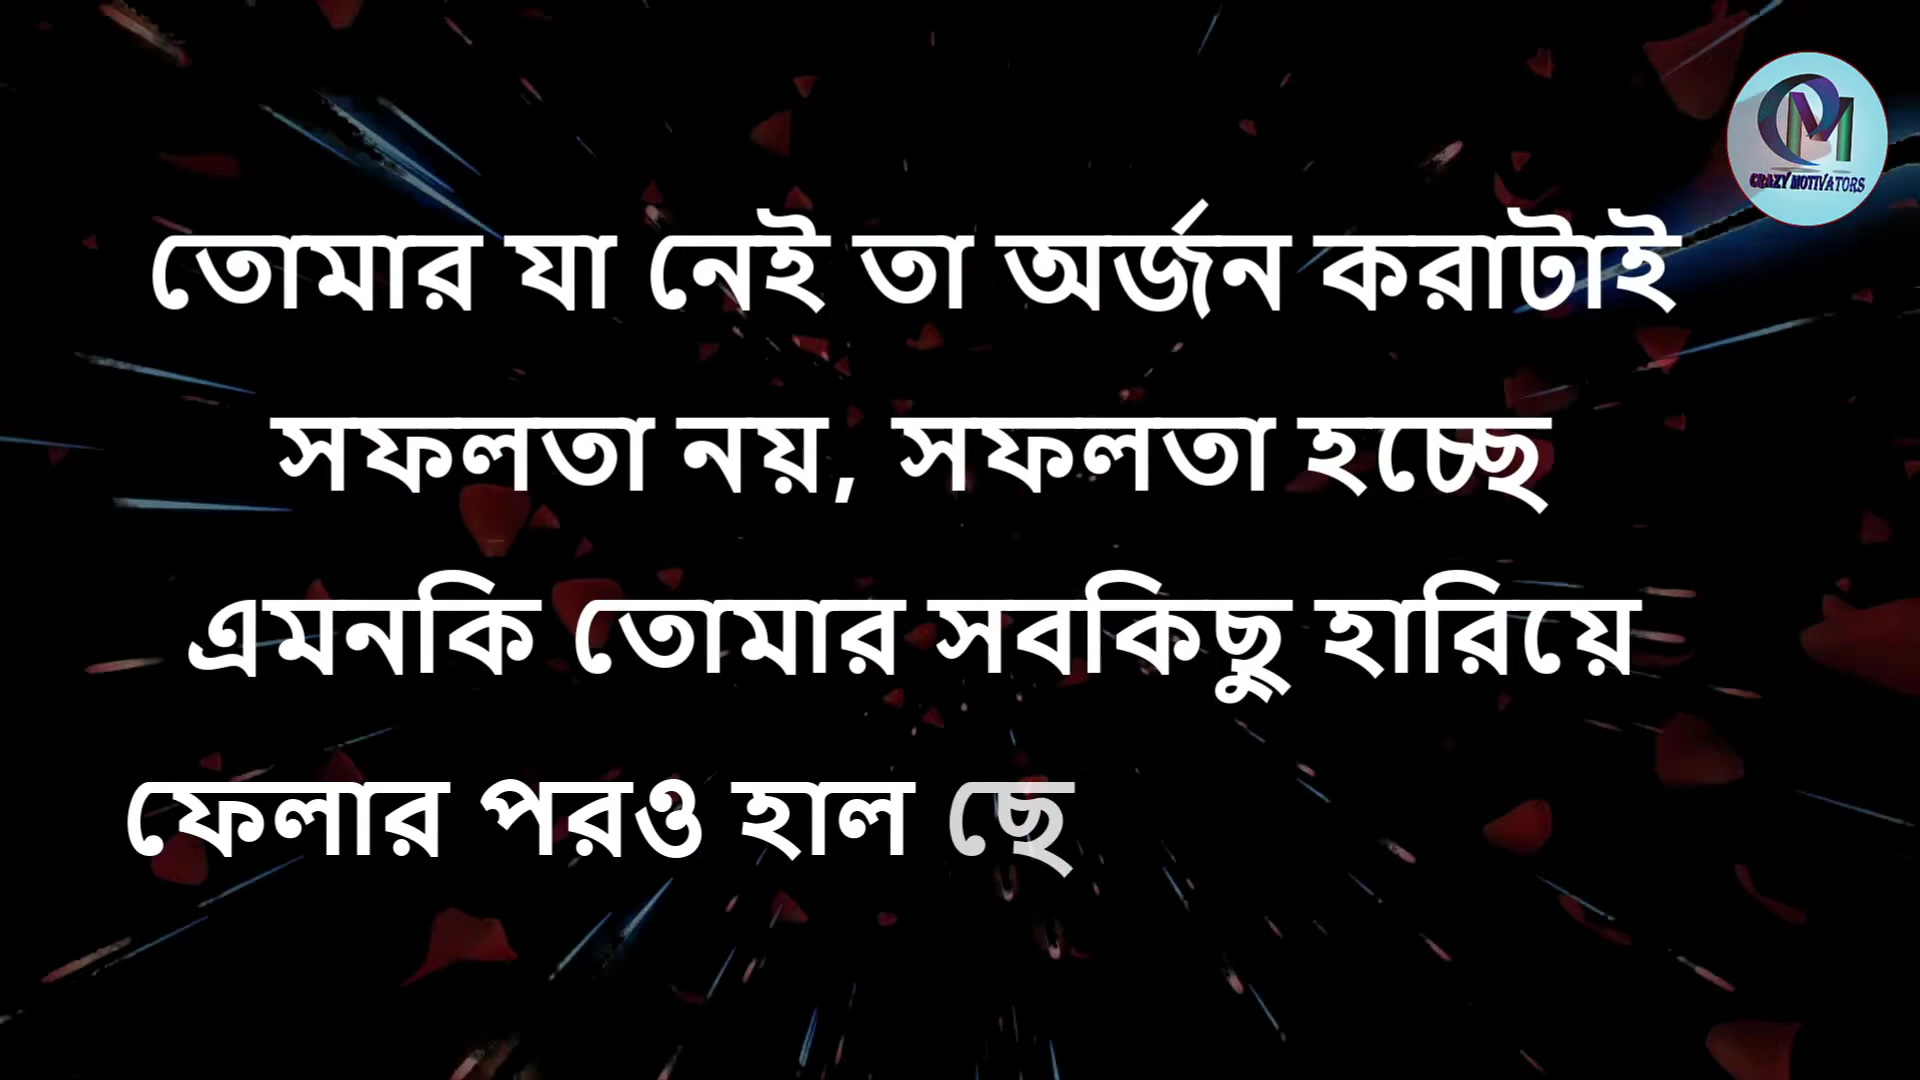 CRAZY MOTIVATORS
তোমার যা নেই তা অর্জন করাটাই
সফলতা নয়, সফলতা হচ্ছে
এমনকি তোমার সবকিছু হারিয়ে
ফেলার পরও হাল ছে